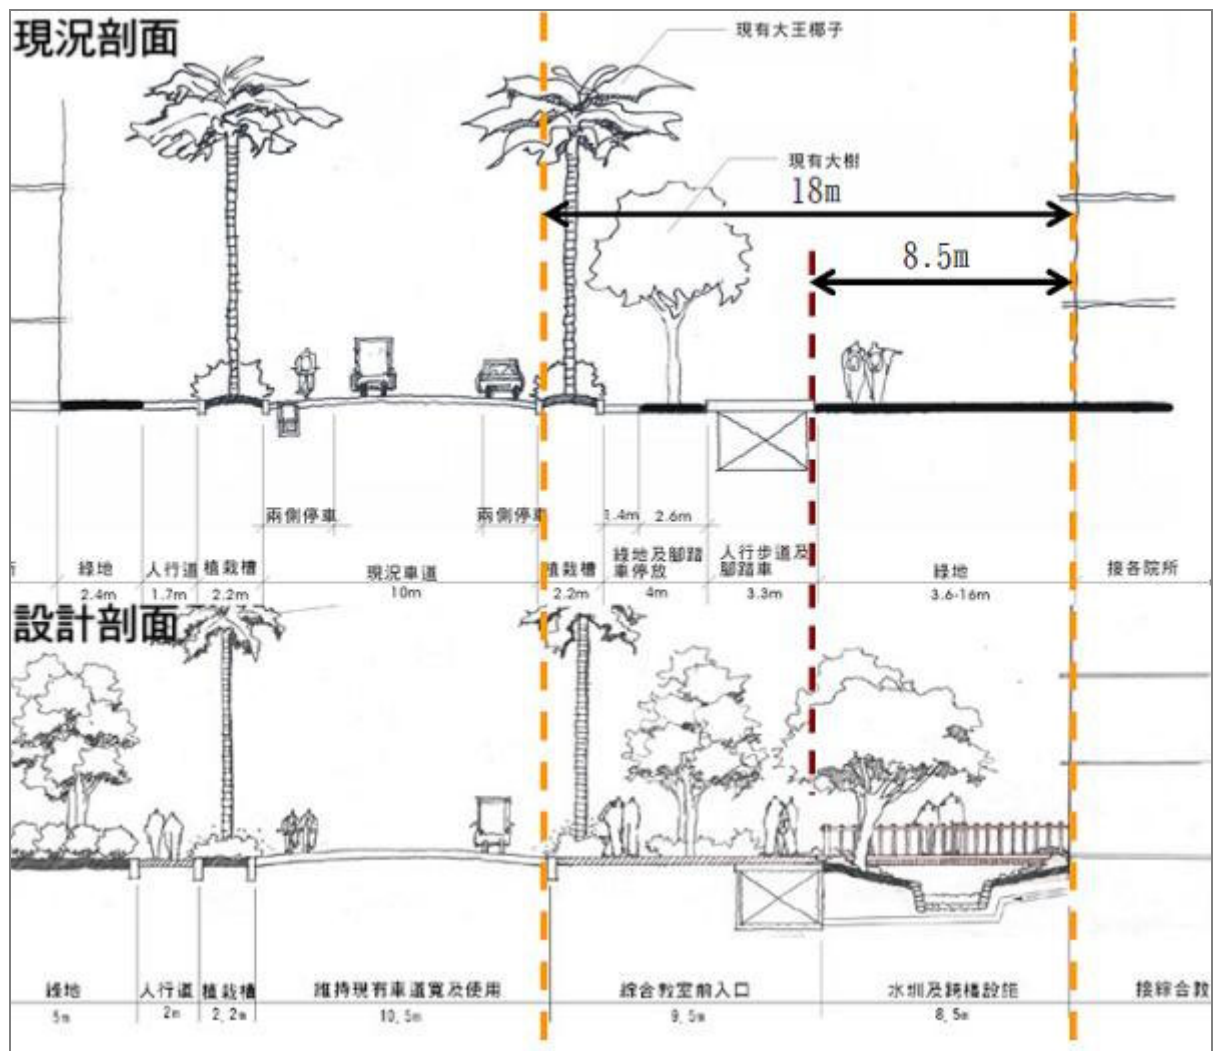 現況剖面
現有大王椰子
現有大樹
18m
8.5m
兩側停車
兩側停車
1.4m
2.6m
綠地
人行道
植栽槽
現況車道
植栽槽
綠地及腳踏
車停放
人行步道及
腳踏車
綠地
接各院所
2.4m
1.7m
2.2m
10m
2.2m
4m
3.3m
3.6-16m
設計剖面
綠地
人行道
植栽槽
維持現有車道寬及使用
綜合教室前入口
水圳及跨橋設施
接綜合教
5m
2m
2,2m
10,5m
9,5m
8,5m